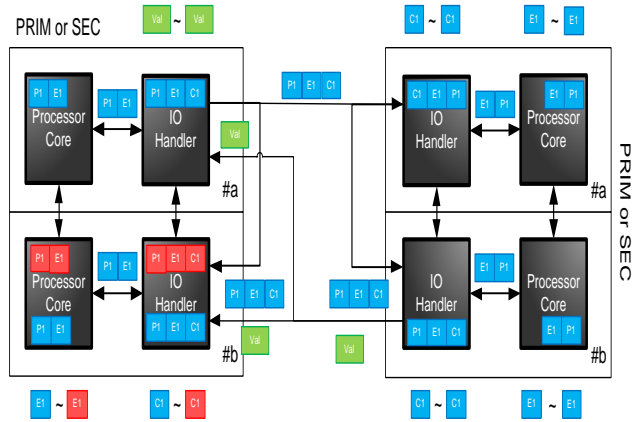 PRIM or SEC
Val ~ Val
C1 ~ C1
E1 ~ E1
P1 E1
Processor
Core
P1 E1
P1 E1 C1
IO
Handler
#a
P1 E1 C1
Val
C1 E1 P1
IO
Handler
E1 P1
E1 P1
Processor
Core
#a
PRIM or SEC
P1 E1
Processor
Core
P1 E1
P1 E1
P1 E1 C1
IO
Handler
P1 E1 C1
#b
P1 E1 C1
Val
P1 E1 C1
Val
IO
Handler
P1 E1 C1
E1 P1
Processor
Core
E1 P1
#b
E1 ~ E1
C1 ~ C1
C1 ~ C1
E1 ~ E1